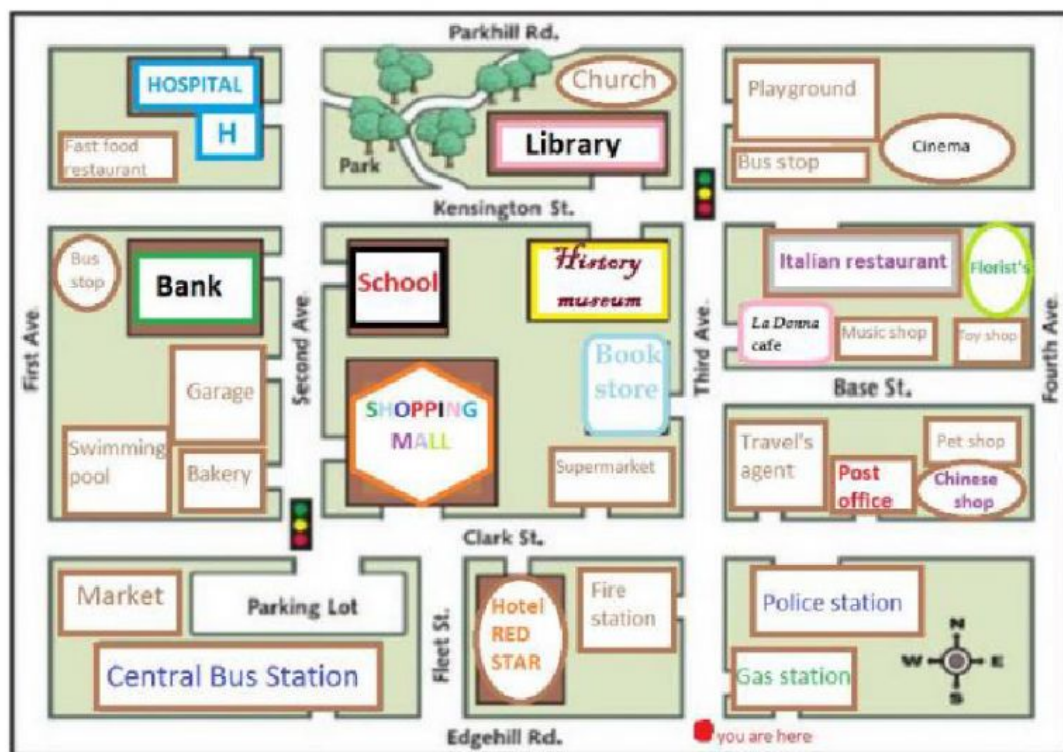 Parkhill Rd.
HOSPITAL
H
Fast food
restaurant
Park
Church
Library
Playground
Bus stop
Cinema
Kensington St.
Bus
stop
Bank
School
History
museum
Italian restaurant
Florist's
La Donna
cafe
Music shop
Toy shop
First Ave.
Second Ave.
Third Ave.
Fourth Ave.
Garage
SHOPPING
MALL
Book
store
Base St.
Swimming
pool
Bakery
Supermarket
Travel's
agent
Post
office
Pet shop
Chinese
shop
Clark St.
Market
Parking Lot
Central Bus Station
Fleet St.
Hotel
RED
STAR
Fire
station
Police station
Gas station
N
W E
S
Edgehill Rd.
you are here